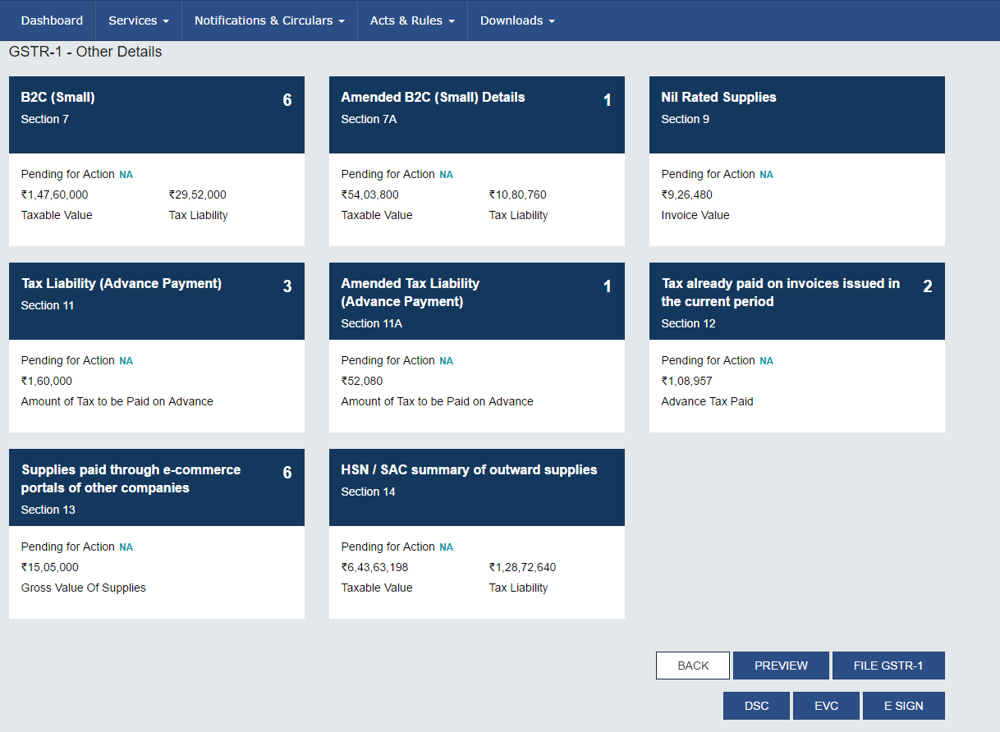 Dashboard Services Notifications & Circulars Acts & Rules Downloads
GSTR-1 - Other Details
B2C (Small) 6
Section 7
Pending for Action NA
₹1,47,60,000 ₹29,52,000
Taxable Value Tax Liability
Amended B2C (Small) Details 1
Section 7A
Pending for Action NA
₹54,03,800 ₹10,80,760
Taxable Value Tax Liability
Nil Rated Supplies
Section 9
Pending for Action NA
₹9,26,480
Invoice Value
Tax Liability (Advance Payment) 3
Section 11
Pending for Action NA
₹1,60,000
Amount of Tax to be Paid on Advance
Amended Tax Liability 1
(Advance Payment)
Section 11A
Pending for Action NA
₹52,080
Amount of Tax to be Paid on Advance
Tax already paid on invoices issued in 2
the current period
Section 12
Pending for Action NA
₹1,08,957
Advance Tax Paid
Supplies paid through e-commerce 6
portals of other companies
Section 13
Pending for Action NA
₹15,05,000
Gross Value Of Supplies
HSN / SAC summary of outward supplies
Section 14
Pending for Action NA
₹6,43,63,198 ₹1,28,72,640
Taxable Value Tax Liability
BACK PREVIEW FILE GSTR-1
DSC EVC E SIGN